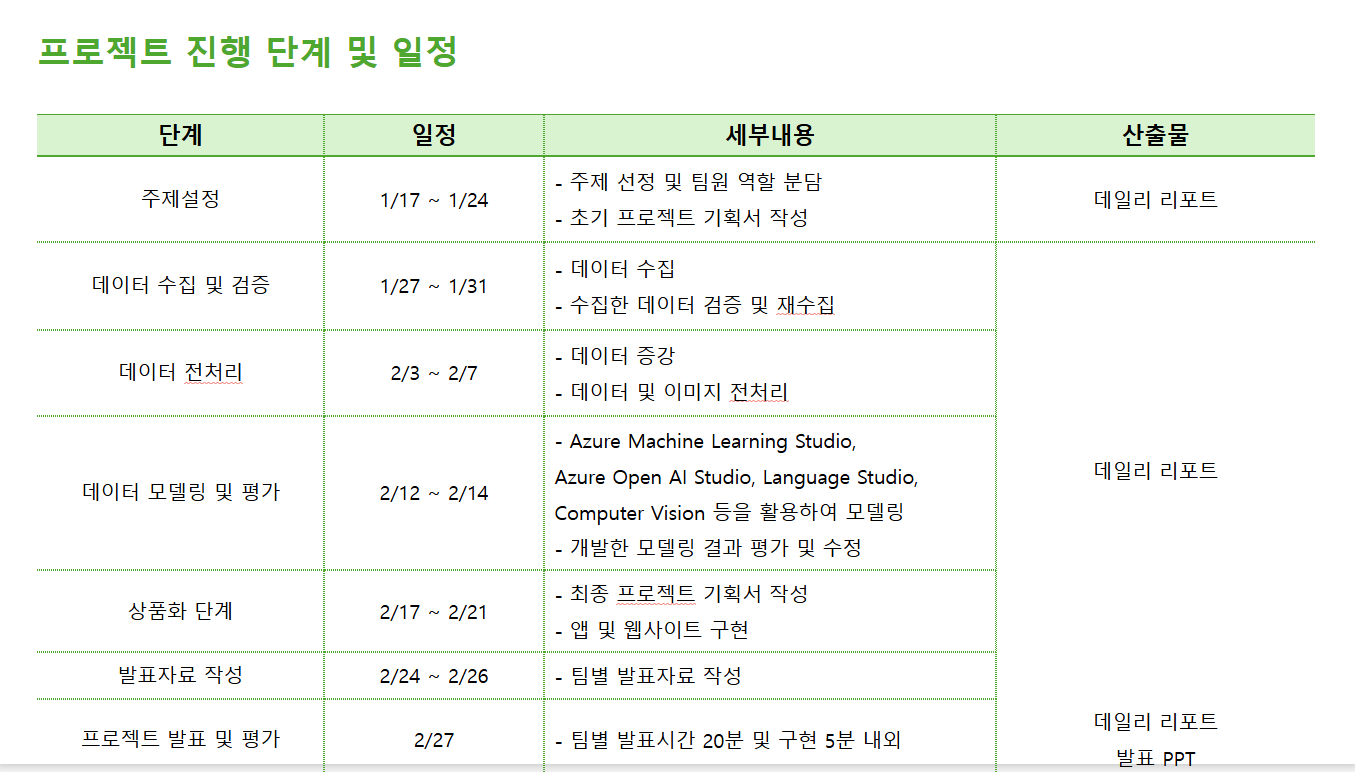 프로젝트 진행 단계 및 일정
단계 일정 세부내용 산출물
주제설정 1/17 ~ 1/24
- 주제 선정 및 팀원 역할 분담
- 초기 프로젝트 기획서 작성
데일리 리포트
데이터 수집 및 검증 1/27 ~ 1/31
- 데이터 수집
- 수집한 데이터 검증 및 재수집
데이터 전처리 2/3 ~ 2/7
- 데이터 증강
- 데이터 및 이미지 전처리
데이터 모델링 및 평가 2/12 ~ 2/14
- Azure Machine Learning Studio,
Azure Open AI Studio, Language Studio,
Computer Vision 등을 활용하여 모델링
- 개발한 모델링 결과 평가 및 수정
데일리 리포트
상품화 단계 2/17 ~ 2/21
- 최종 프로젝트 기획서 작성
- 앱 및 웹사이트 구현
발표자료 작성 2/24 ~ 2/26
- 팀별 발표자료 작성
프로젝트 발표 및 평가 2/27
- 팀별 발표시간 20분 및 구현 5분 내외
데일리 리포트
발표 PPT